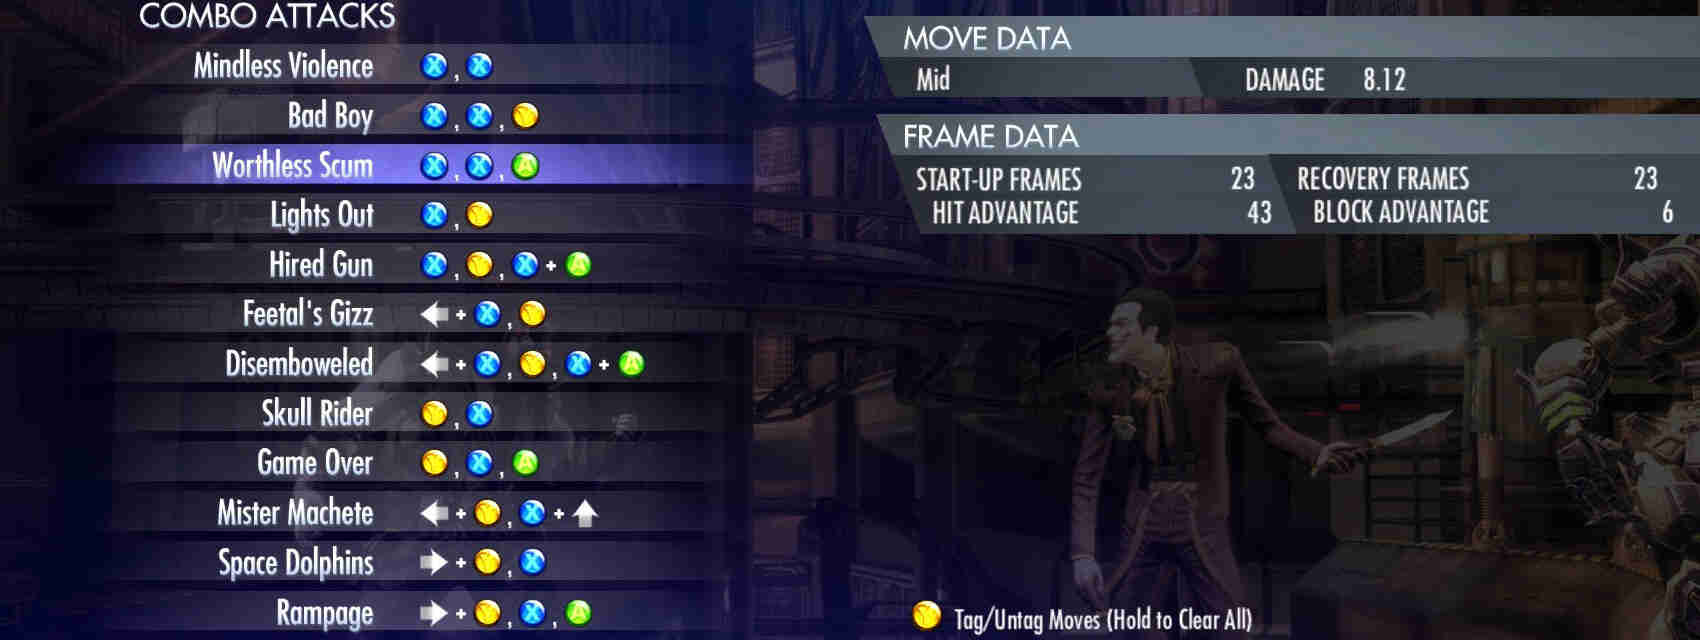 COMBO ATTACKS
Mindless Violence X , X
Bad Boy X , X , Y
Worthless Scum X , X , A
Lights Out X , Y
Hired Gun X , Y , X + A
Feetal's Gizz + X , Y
Disemboweled + X , Y , X + A
Skull Rider Y , X
Game Over Y , X , A
Mister Machete + Y , X +
Space Dolphins + Y , X
Rampage + Y , X , A
MOVE DATA
Mid DAMAGE 8.12
FRAME DATA
START-UP FRAMES 23 RECOVERY FRAMES 23
HIT ADVANTAGE 43 BLOCK ADVANTAGE 6
Y Tag/Untag Moves (Hold to Clear All)